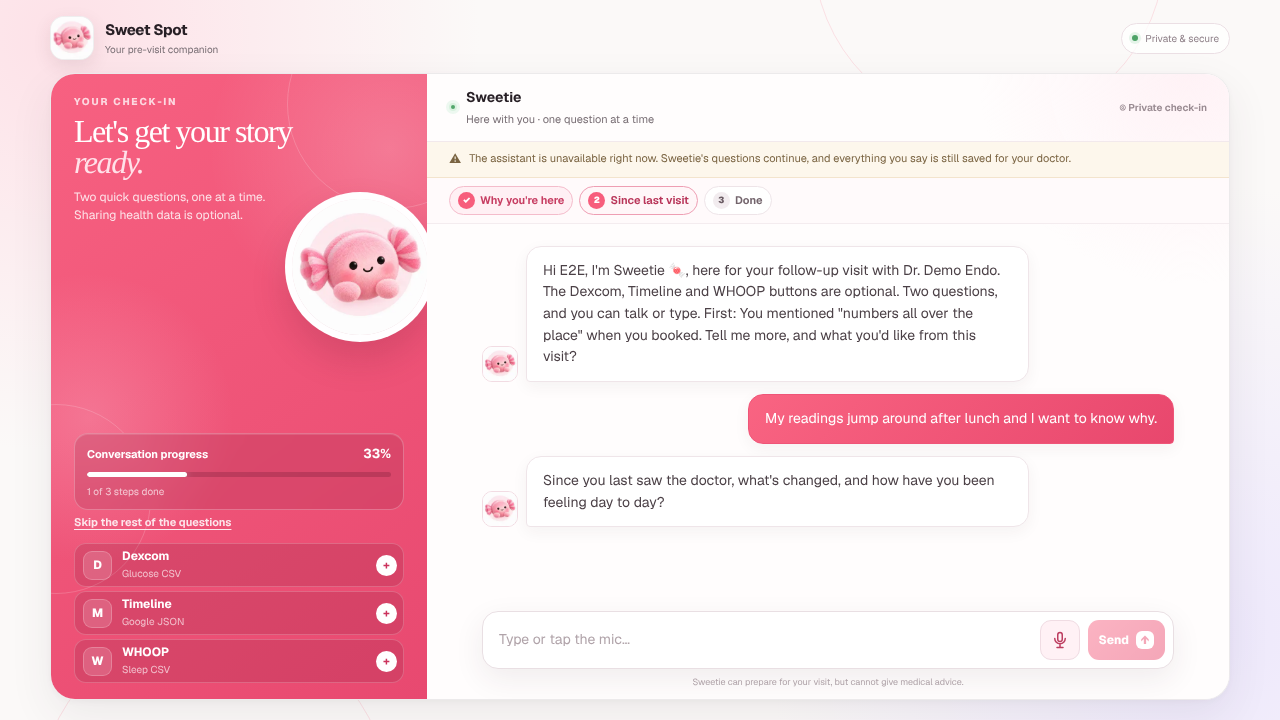 Sweet Spot
Your pre-visit companion
Private & secure
YOUR CHECK-IN
Let's get your story
ready.
Two quick questions, one at a time.
Sharing health data is optional.
Conversation progress
33%
1 of 3 steps done
Skip the rest of the questions
D
Dexcom
Glucose CSV
+
M
Timeline
Google JSON
+
W
WHOOP
Sleep CSV
+
Sweetie
Here with you · one question at a time
Private check-in
The assistant is unavailable right now. Sweetie's questions continue, and everything you say is still saved for your doctor.
Why you're here
2 Since last visit
3 Done
Hi E2E, I'm Sweetie 🍬, here for your follow-up visit with Dr. Demo Endo.
The Dexcom, Timeline and WHOOP buttons are optional. Two questions,
and you can talk or type. First: You mentioned "numbers all over the
place" when you booked. Tell me more, and what you'd like from this
visit?
My readings jump around after lunch and I want to know why.
Since you last saw the doctor, what's changed, and how have you been
feeling day to day?
Type or tap the mic...
Send
Sweetie can prepare for your visit, but cannot give medical advice.